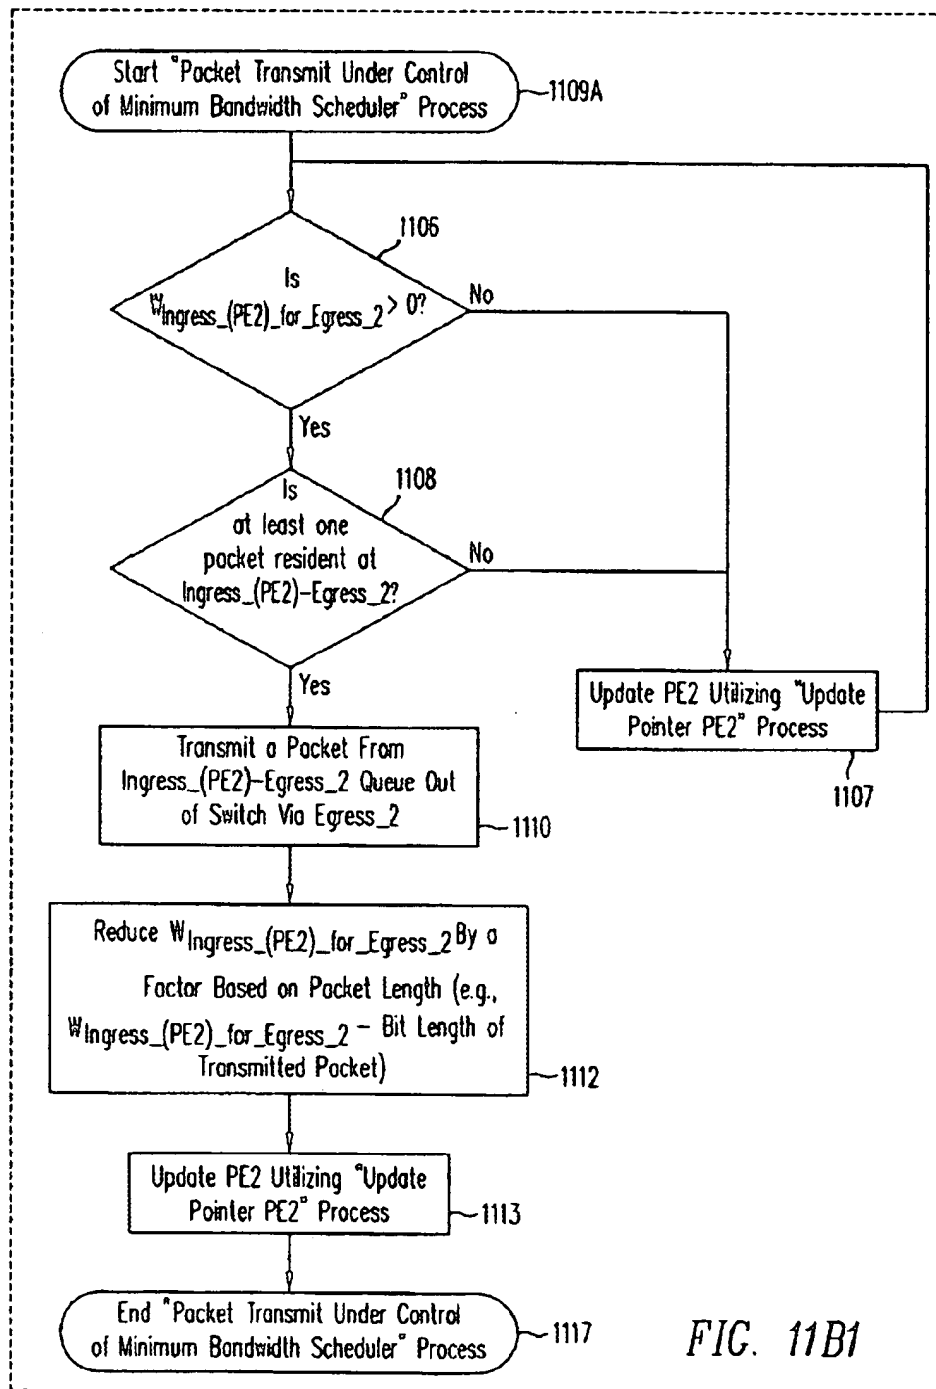 Start "Packet Transmit Under Control
of Minimum Bandwidth Scheduler" Process
1109A
1106
Is
WIngress_(PE2)_for_Egress_2 > 0?
No
Yes
1108
Is
at least one
packet resident at
Ingress_(PE2)-Egress_2?
No
Yes
Update PE2 Utilizing "Update
Pointer PE2" Process
1107
Transmit a Packet From
Ingress_(PE2)-Egress_2 Queue Out
of Switch Via Egress_2
1110
Reduce WIngress_(PE2)_for_Egress_2 By a
Factor Based on Packet Length (e.g.,
WIngress_(PE2)_for_Egress_2 - Bit Length of
Transmitted Packet)
1112
Update PE2 Utilizing "Update
Pointer PE2" Process
1113
End "Packet Transmit Under Control
of Minimum Bandwidth Scheduler" Process
1117
FIG. 11B1